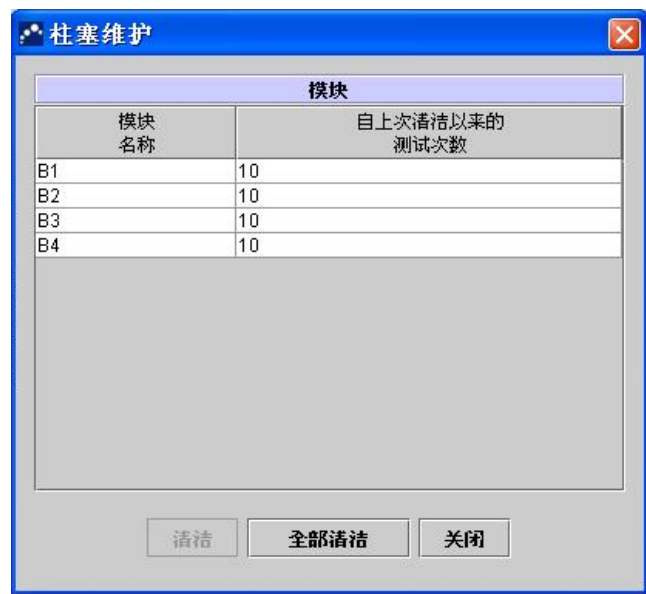 柱塞维护
模块
模块
名称
自上次清洁以来的
测试次数
B1 10
B2 10
B3 10
B4 10
清洁 全部清洁 关闭